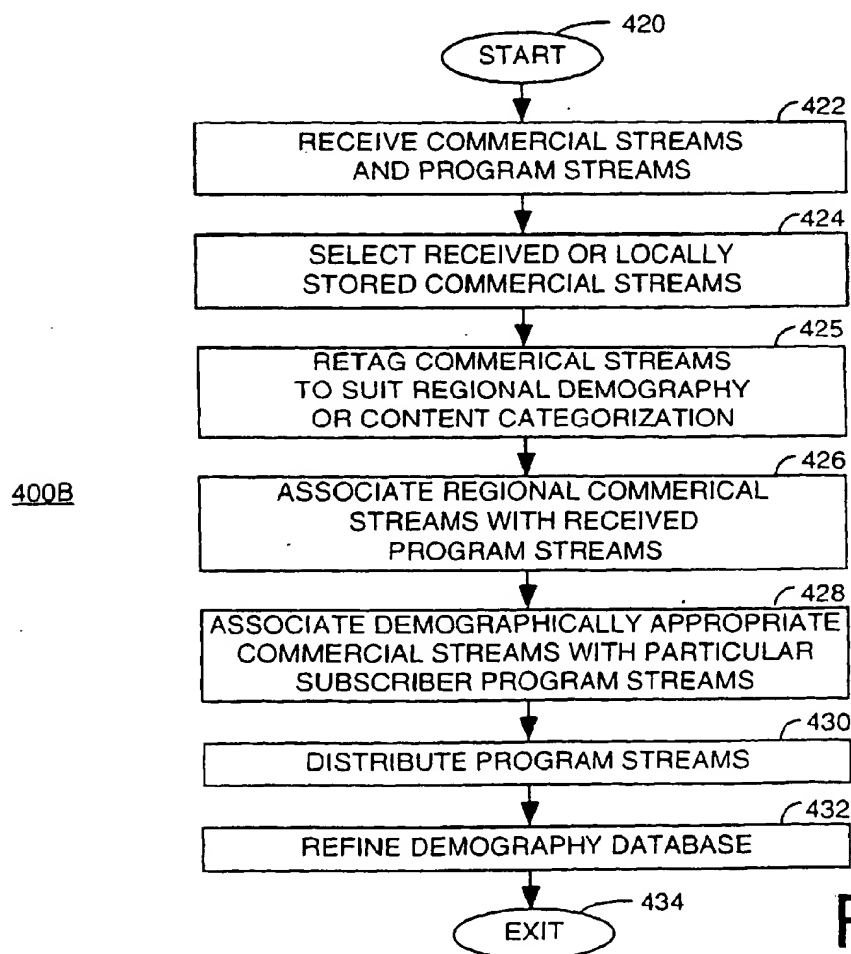 420
START
422
RECEIVE COMMERCIAL STREAMS
AND PROGRAM STREAMS
424
SELECT RECEIVED OR LOCALLY
STORED COMMERCIAL STREAMS
425
RETAG COMMERICAL STREAMS
TO SUIT REGIONAL DEMOGRAPHY
OR CONTENT CATEGORIZATION
426
400B
ASSOCIATE REGIONAL COMMERICAL
STREAMS WITH RECEIVED
PROGRAM STREAMS
428
ASSOCIATE DEMOGRAPHICALLY APPROPRIATE
COMMERCIAL STREAMS WITH PARTICULAR
SUBSCRIBER PROGRAM STREAMS
430
DISTRIBUTE PROGRAM STREAMS
432
REFINE DEMOGRAPHY DATABASE
434
EXIT